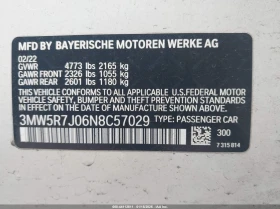 MFD BY BAYERISCHE MOTOREN WERKE AG
02/22
GVWR 4773 lbs 2165 kg
GAWR FRONT 2326 lbs 1055 kg
GAWR REAR 2601 lbs 1180 kg
THIS VEHICLE CONFORMS TO ALL APPLICABLE
U.S. FEDERAL MOTOR VEHICLE SAFETY, BUMPER,
AND THEFT PREVENTION STANDARDS IN EFFECT ON
THE DATE OF MANUFACTURE SHOWN ABOVE.
3MW5R7J06N8C57029 TYPE: PASSENGER CAR
MADE IN MEXICO
300
7 315 814